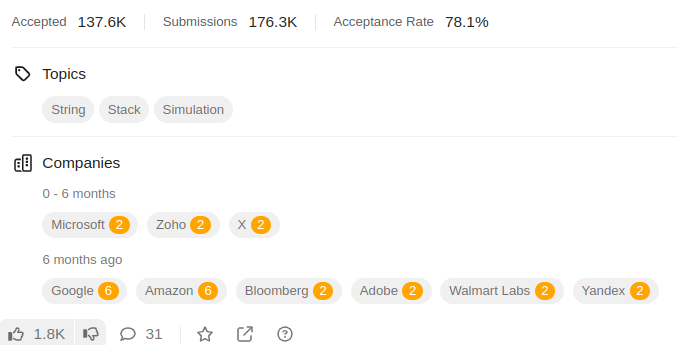 Accepted 137.6K Submissions 176.3K Acceptance Rate 78.1%
Topics
String Stack Simulation
Companies
0 - 6 months
Microsoft 2 Zoho 2 X 2
6 months ago
Google 6 Amazon 6 Bloomberg 2 Adobe 2 Walmart Labs 2 Yandex 2
1.8K 31